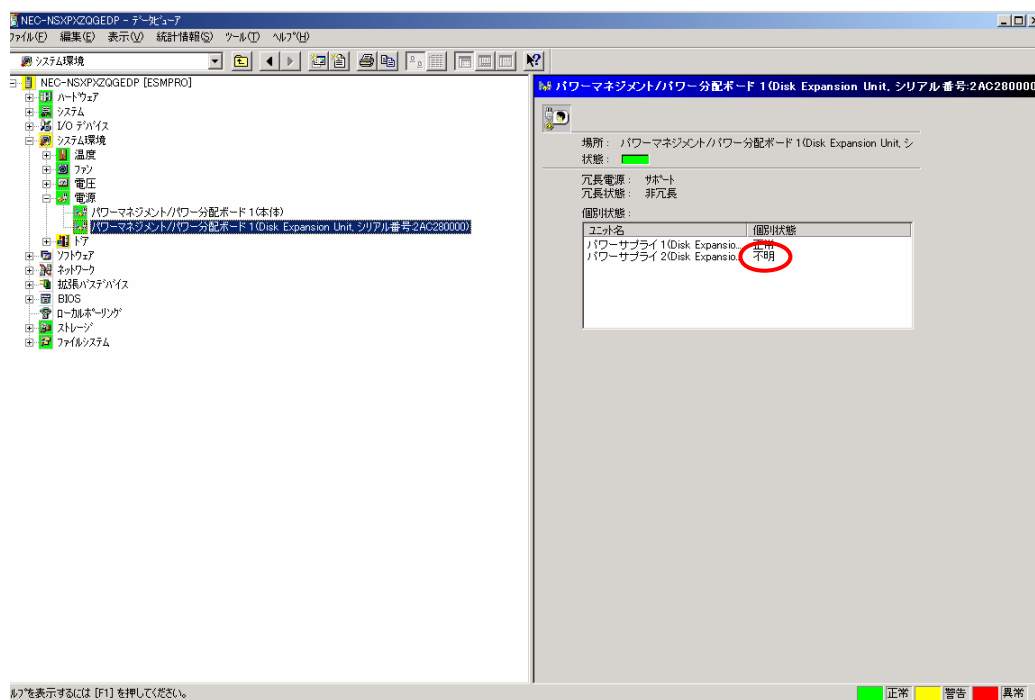 NEC-NSXPXZQGEDP - ﾃﾞｰﾀﾋﾞｭｰｱ
ﾌｧｲﾙ(F) 編集(E) 表示(V) 統計情報(S) ﾂｰﾙ(T) ﾍﾙﾌﾟ(H)
システム環境
NEC-NSXPXZQGEDP [ESMPRO]
ﾊｰﾄﾞｳｪｱ
ｼｽﾃﾑ
I/O ﾃﾞﾊﾞｲｽ
ｼｽﾃﾑ環境
温度
ﾌｧﾝ
電圧
電源
パワーマネジメント/パワー分配ボード 1(本体)
パワーマネジメント/パワー分配ボード 1(Disk Expansion Unit, シリアル番号:2AC280000)
ﾄﾞｱ
ｿﾌﾄｳｪｱ
ﾈｯﾄﾜｰｸ
拡張ﾊﾞｽﾃﾞﾊﾞｲｽ
BIOS
ﾛｰｶﾙﾎﾟｰﾘﾝｸﾞ
ｽﾄﾚｰｼﾞ
ﾌｧｲﾙｼｽﾃﾑ
パワーマネジメント/パワー分配ボード 1(Disk Expansion Unit, シリアル番号:2AC280000
場所： パワーマネジメント/パワー分配ボード 1(Disk Expansion Unit, シ
状態：
冗長電源： ｻﾎﾟｰﾄ
冗長状態： 非冗長
個別状態：
ﾕﾆｯﾄ名 個別状態
パワーサプライ 1(Disk Expansio... 正常
パワーサプライ 2(Disk Expansio... 不明
ﾙﾌﾟを表示するには [F1] を押してください。
正常 警告 異常